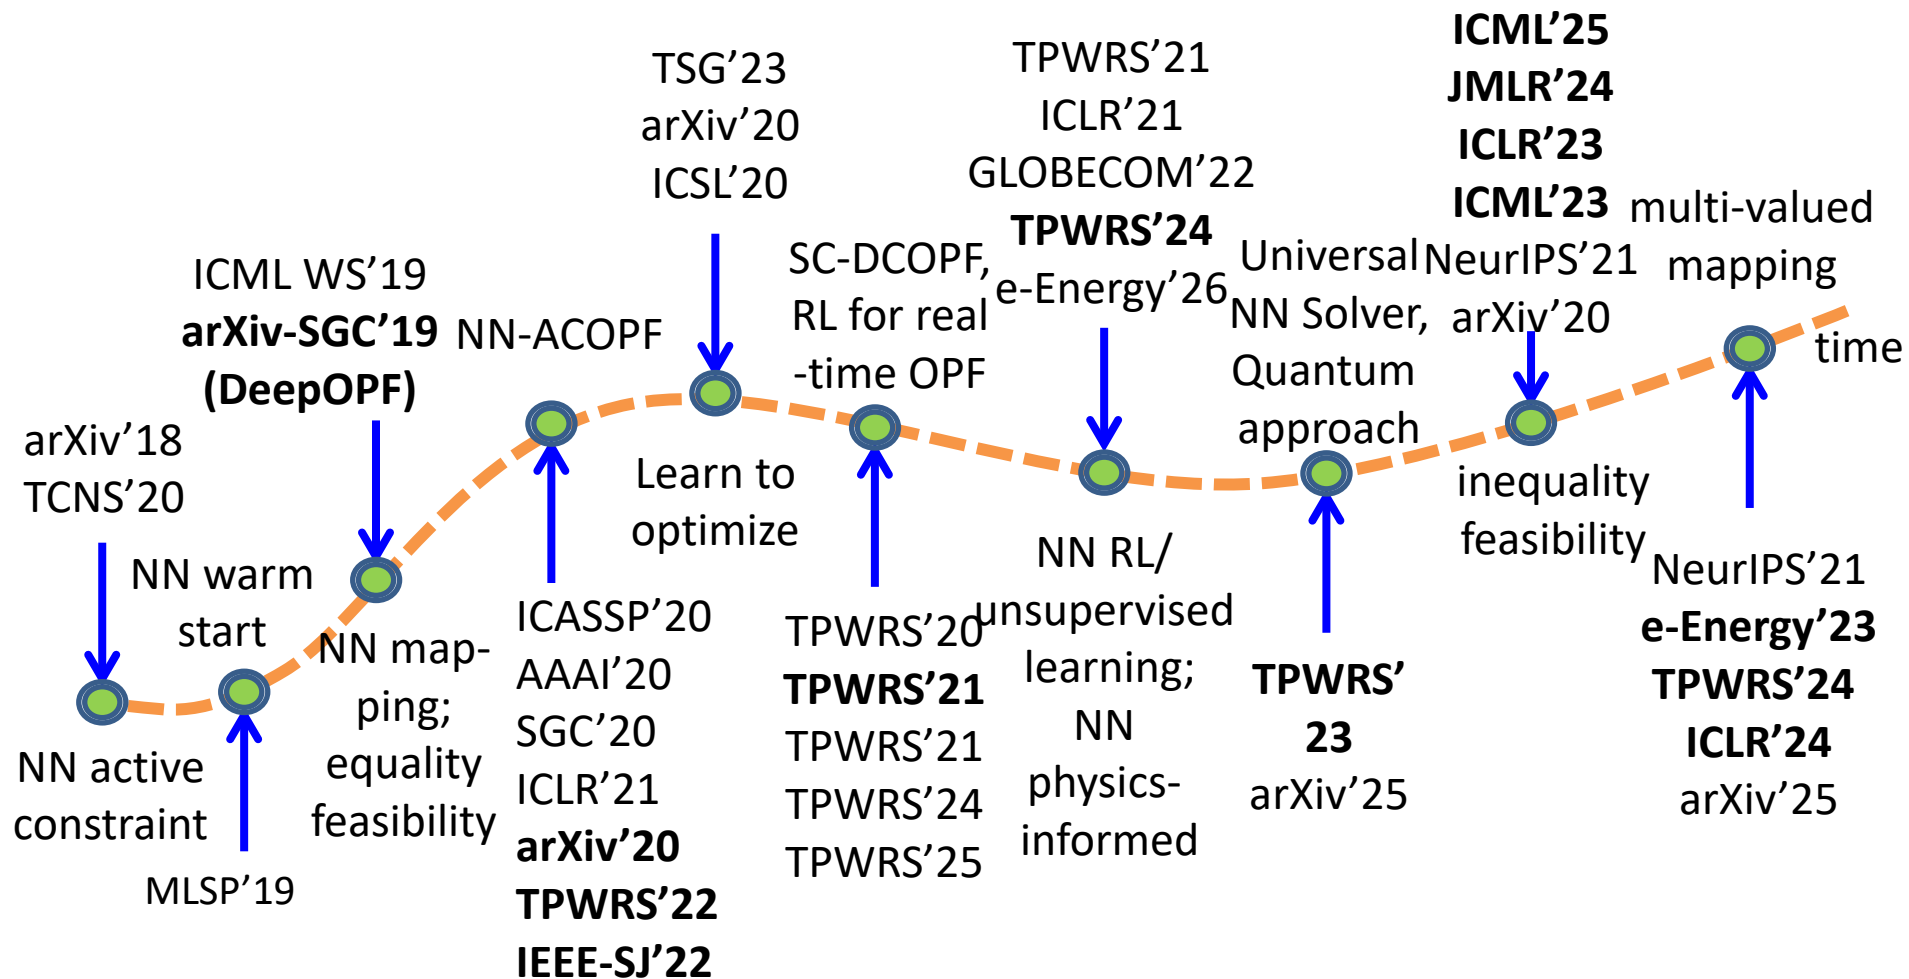 arXiv’18
TCNS’20
NN active
constraint
NN warm
start
MLSP’19
ICML WS’19
arXiv-SGC’19
(DeepOPF)
NN map-
ping;
equality
feasibility
NN-ACOPF
ICASSP’20
AAAI’20
SGC’20
ICLR’21
arXiv’20
TPWRS’22
IEEE-SJ’22
TSG’23
arXiv’20
ICSL’20
Learn to
optimize
SC-DCOPF,
RL for real
-time OPF
TPWRS’20
TPWRS’21
TPWRS’21
TPWRS’24
TPWRS’25
TPWRS’21
ICLR’21
GLOBECOM’22
TPWRS’24
e-Energy’26
NN RL/
unsupervised
learning;
NN
physics-
informed
Universal
NN Solver,
Quantum
approach
TPWRS’
23
arXiv’25
ICML’25
JMLR’24
ICLR’23
ICML’23
NeurIPS’21
arXiv’20
inequality
feasibility
multi-valued
mapping
time
NeurIPS’21
e-Energy’23
TPWRS’24
ICLR’24
arXiv’25